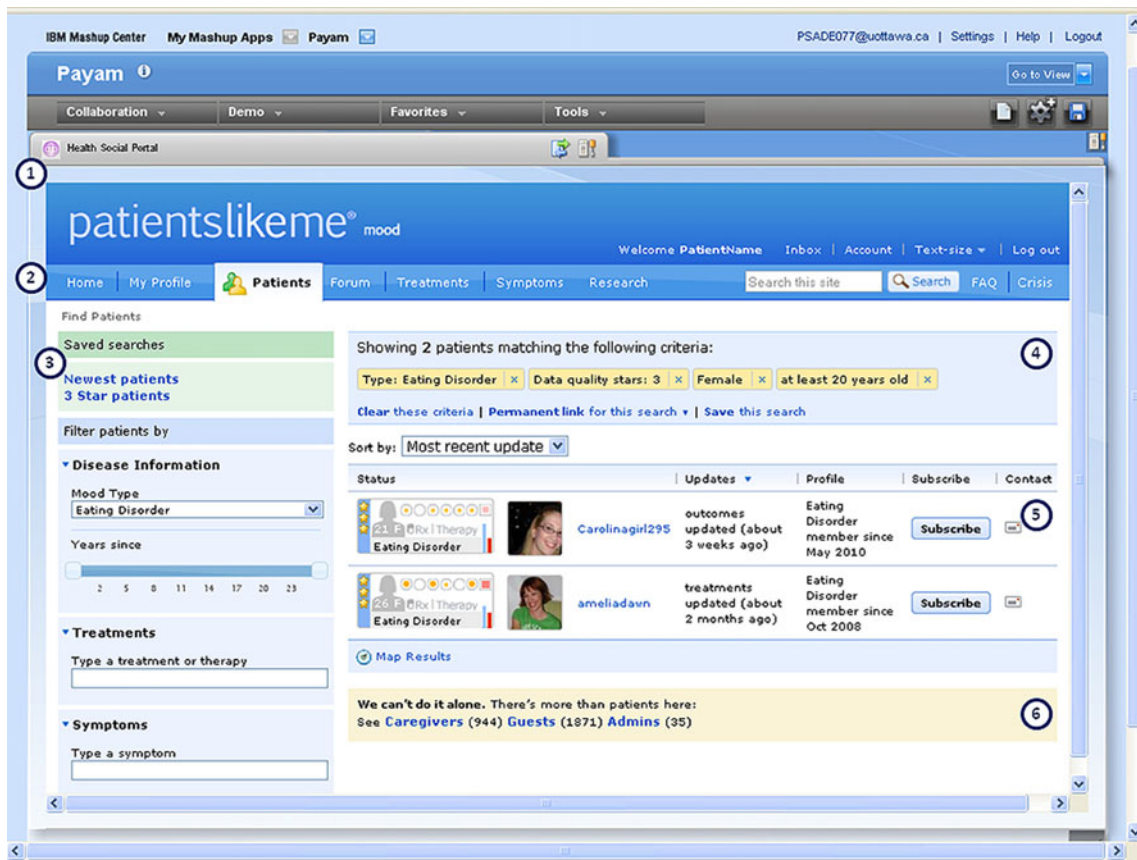 IBM Mashup Center My Mashup Apps Payam PSADE077@uottawa.ca | Settings | Help | Logout
Payam Go to View
Collaboration Demo Favorites Tools
Health Social Portal
1
patientslikeme® mood
Welcome PatientName Inbox | Account | Text-size | Log out
2
Home My Profile Patients Forum Treatments Symptoms Research Search this site Search FAQ Crisis
Find Patients
Saved searches
3
Newest patients
3 Star patients
Filter patients by
Disease Information
Mood Type
Eating Disorder
Years since
2 5 8 11 14 17 20 23
Treatments
Type a treatment or therapy
Symptoms
Type a symptom
Showing 2 patients matching the following criteria:
4
Type: Eating Disorder × Data quality stars: 3 × Female × at least 20 years old ×
Clear these criteria | Permanent link for this search | Save this search
Sort by: Most recent update
Status Updates Profile Subscribe Contact
21 F Rx | Therapy
Eating Disorder
Carolinagirl295
outcomes
updated (about
3 weeks ago)
Eating
Disorder
member since
May 2010
Subscribe
5
26 F Rx | Therapy
Eating Disorder
ameliadawn
treatments
updated (about
2 months ago)
Eating
Disorder
member since
Oct 2008
Subscribe
Map Results
We can't do it alone. There's more than patients here:
See Caregivers (944) Guests (1871) Admins (35)
6